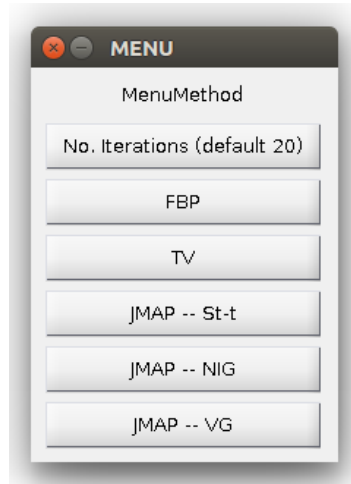 MENU
MenuMethod
No. Iterations (default 20)
FBP
TV
JMAP -- St-t
JMAP -- NIG
JMAP -- VG